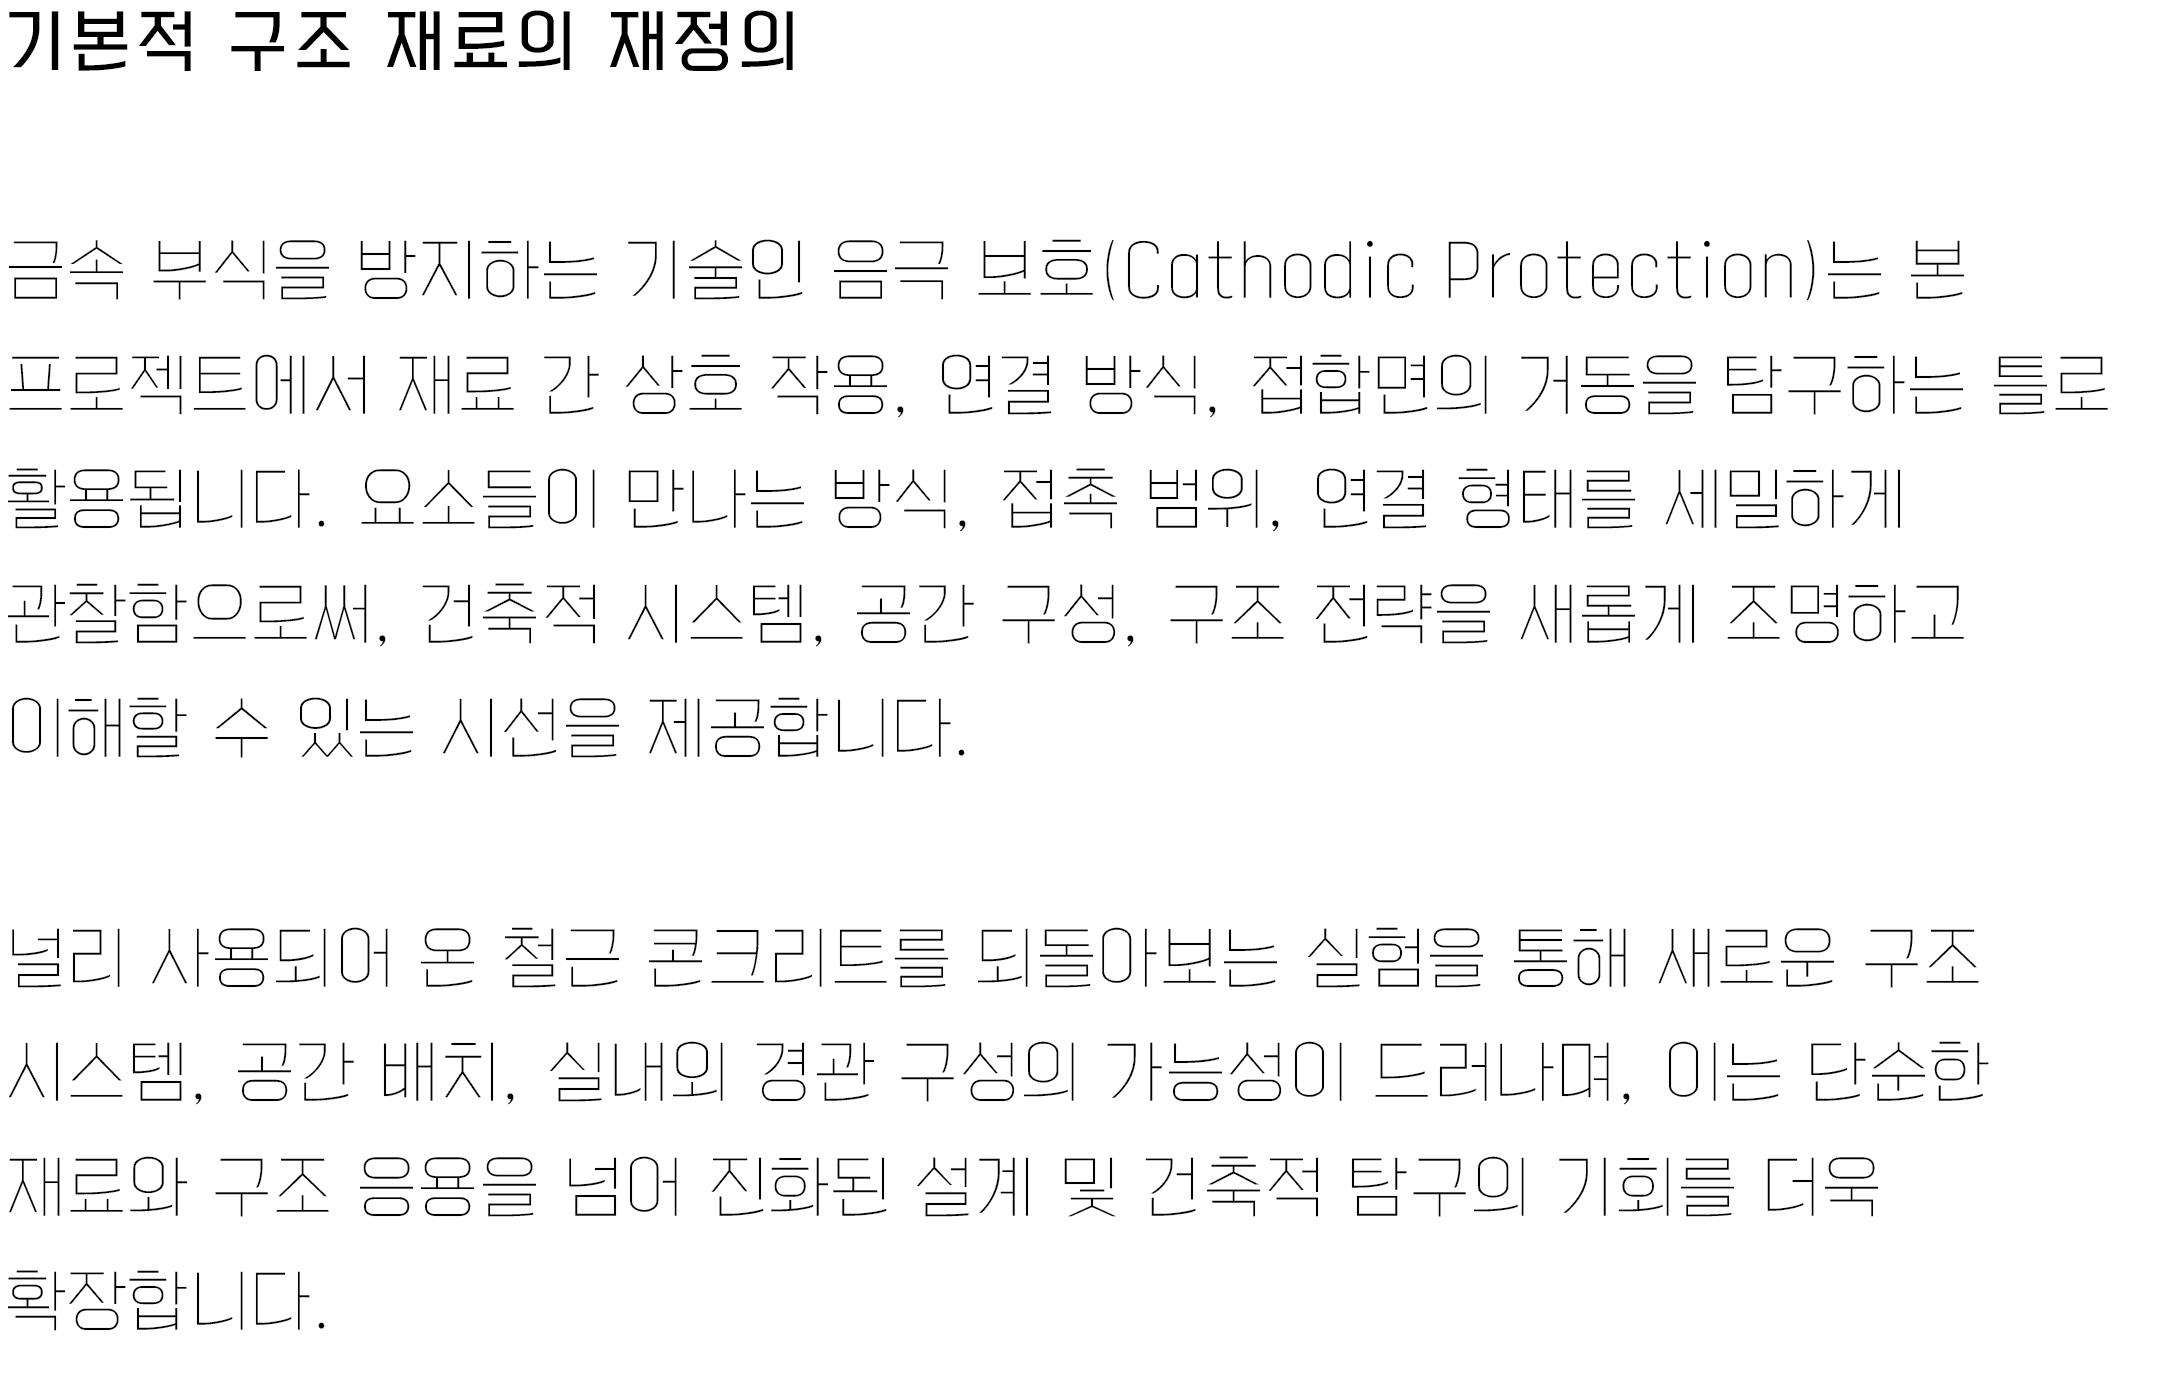 기본적 구조 재료의 재정의
금속 부식을 방지하는 기술인 음극 보호(Cathodic Protection)는 본
프로젝트에서 재료 간 상호 작용, 연결 방식, 접합면의 거동을 탐구하는 틀로
활용됩니다. 요소들이 만나는 방식, 접촉 범위, 연결 형태를 세밀하게
관찰함으로써, 건축적 시스템, 공간 구성, 구조 전략을 새롭게 조명하고
이해할 수 있는 시선을 제공합니다.
널리 사용되어 온 철근 콘크리트를 되돌아보는 실험을 통해 새로운 구조
시스템, 공간 배치, 실내외 경관 구성의 가능성이 드러나며, 이는 단순한
재료와 구조 응용을 넘어 진화된 설계 및 건축적 탐구의 기회를 더욱
확장합니다.